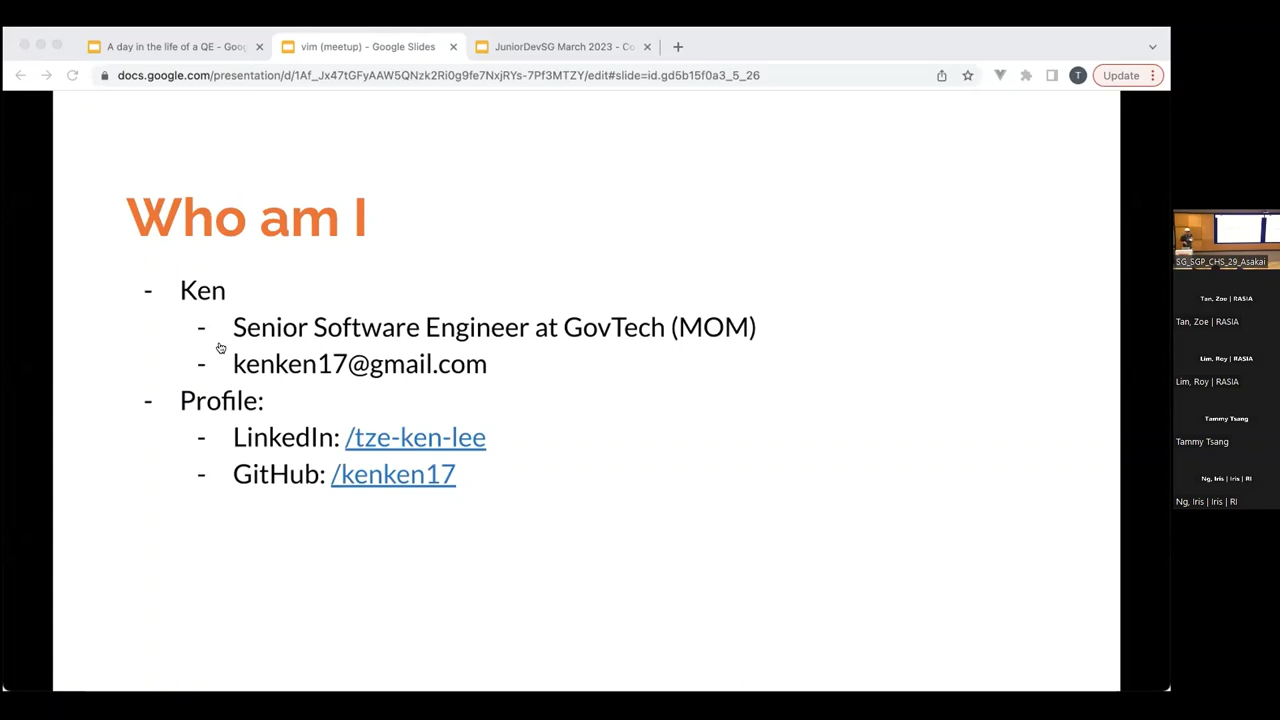 A day in the life of a QE - Goog
vim (meetup) - Google Slides
JuniorDevSG March 2023 - Co
docs.google.com/presentation/d/1Af_Jx47tGFyAAW5QNzk2Ri0g9fe7NxjRYs-7Pf3MTZY/edit#slide=id.gd5b15f0a3_5_26
T
Update
Who am I
- Ken
- Senior Software Engineer at GovTech (MOM)
- kenken17@gmail.com
- Profile:
- LinkedIn: /tze-ken-lee
- GitHub: /kenken17
SG_SGP_CHS_29_Asakai
Tan, Zoe | RASIA
Tan, Zoe | RASIA
Lim, Roy | RASIA
Lim, Roy | RASIA
Tammy Tsang
Tammy Tsang
Ng, Iris | Iris | RI
Ng, Iris | Iris | RI